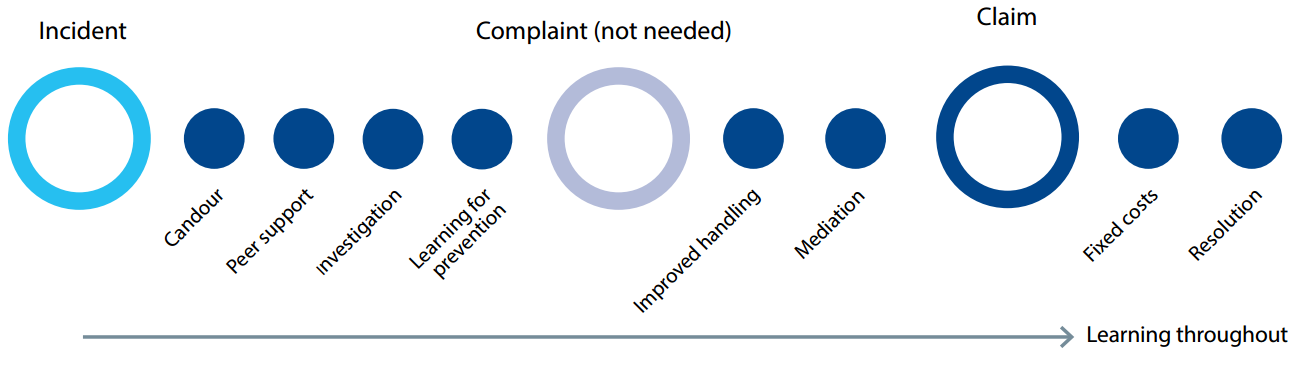 Incident
Complaint (not needed)
Claim
Candour
Peer support
Investigation
Learning for
prevention
Improved handling
Mediation
Fixed costs
Resolution
Learning throughout